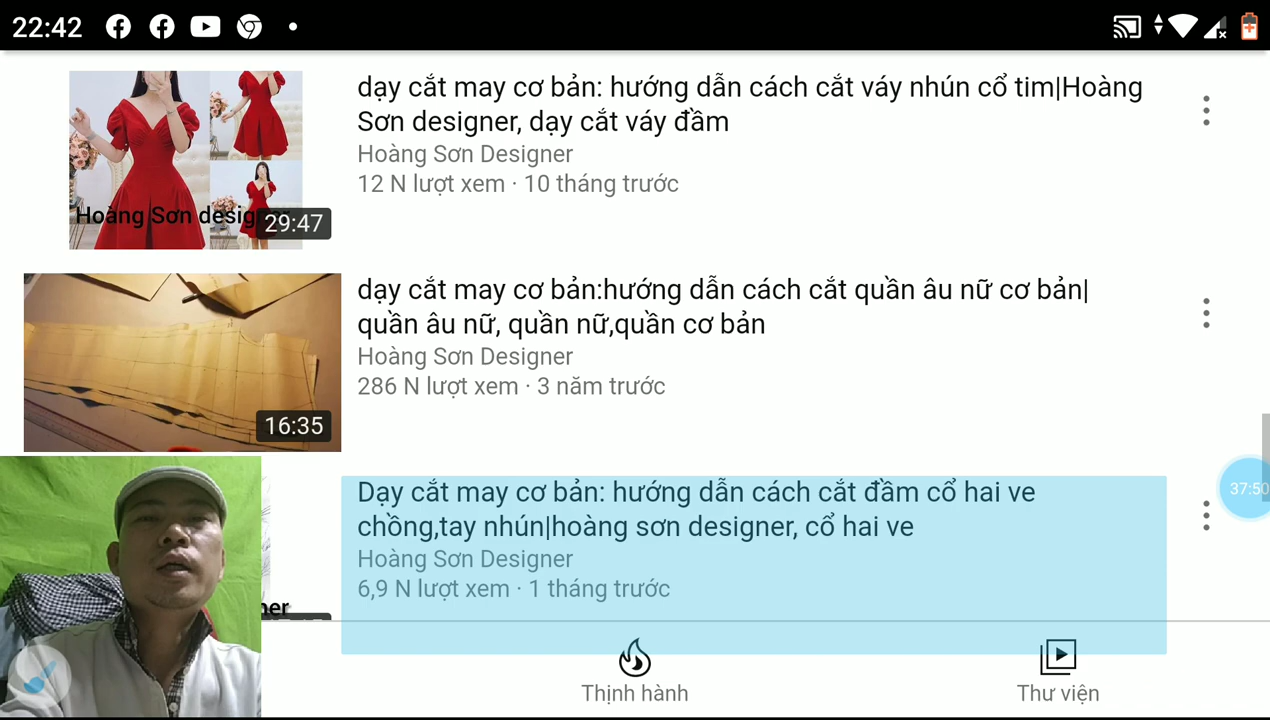 22:42
dạy cắt may cơ bản: hướng dẫn cách cắt váy nhún cổ tim|Hoàng
Sơn designer, dạy cắt váy đầm
Hoàng Sơn Designer
12 N lượt xem · 10 tháng trước
Hoàng Sơn designer
29:47
dạy cắt may cơ bản:hướng dẫn cách cắt quần âu nữ cơ bản|
quần âu nữ, quần nữ,quần cơ bản
Hoàng Sơn Designer
286 N lượt xem · 3 năm trước
16:35
37:50
Dạy cắt may cơ bản: hướng dẫn cách cắt đầm cổ hai ve
chồng,tay nhún|hoàng sơn designer, cổ hai ve
Hoàng Sơn Designer
6,9 N lượt xem · 1 tháng trước
Thịnh hành
Thư viện